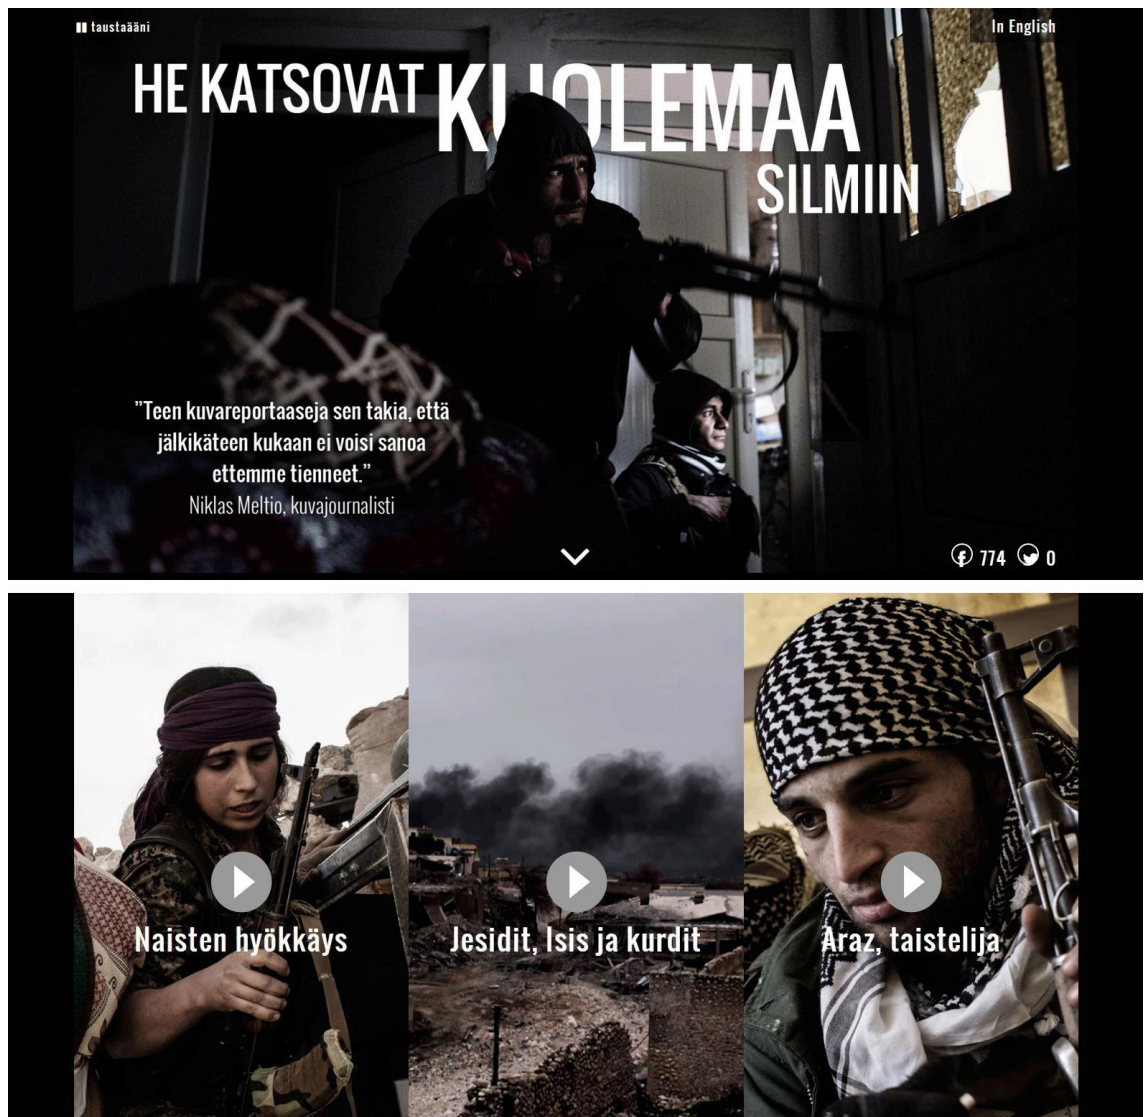 taustaääni
In English
HE KATSOVAT KUOLEMAA
SILMIIN
”Teen kuvareportaaseja sen takia, että
jälkikäteen kukaan ei voisi sanoa
ettemme tienneet.”
Niklas Meltio, kuvajournalisti
774 0
Naisten hyökkäys
Jesidit, Isis ja kurdit
Araz, taistelija